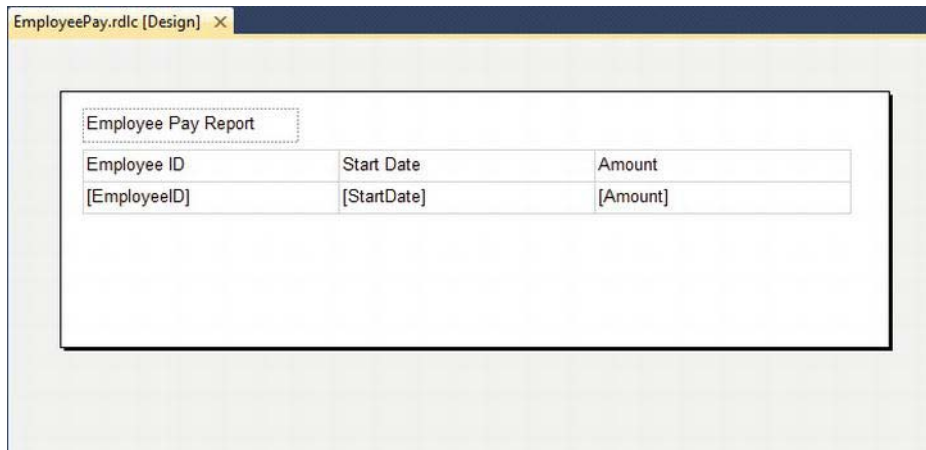 EmployeePay.rdlc [Design] ×
Employee Pay Report
Employee ID Start Date Amount
[EmployeeID] [StartDate] [Amount]